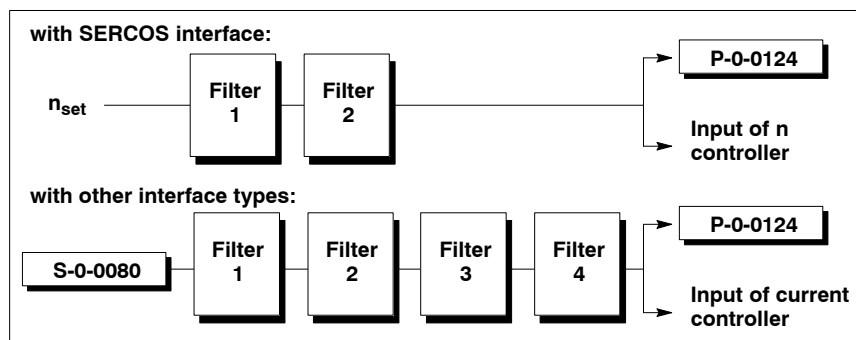 with SERCOS interface:
n_set
Filter
1
Filter
2
P-0-0124
Input of n
controller
with other interface types:
S-0-0080
Filter
1
Filter
2
Filter
3
Filter
4
P-0-0124
Input of current
controller